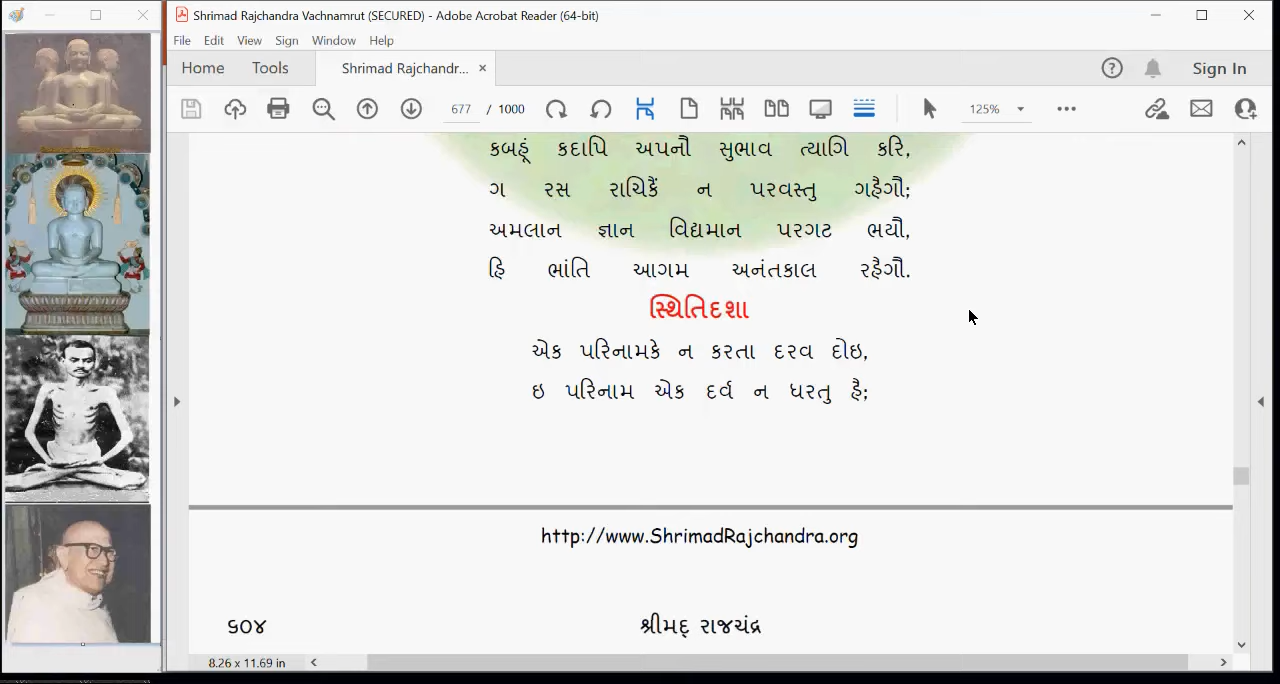 Shrimad Rajchandra Vachnamrut (SECURED) - Adobe Acrobat Reader (64-bit)
File Edit View Sign Window Help
Home Tools Shrimad Rajchandr... × Sign In
677 / 1000 125%
કબહૂં કદાપિ અપનૌ સુભાવ ત્યાગિ કરિ,
ગ રસ રાચિકૈં ન પરવસ્તુ ગહૈગૌ;
અમલાન જ્ઞાન વિદ્યમાન પરગટ ભયૌ,
હિ ભાંતિ આગમ અનંતકાલ રહૈગૌ.
સ્થિતિદશા
એક પરિનામકે ન કરતા દરવ દોઇ,
ઇ પરિનામ એક દર્વ ન ધરતુ હૈ;
http://www.ShrimadRajchandra.org
૬૦૪ શ્રીમદ્ રાજચંદ્ર
8.26 x 11.69 in